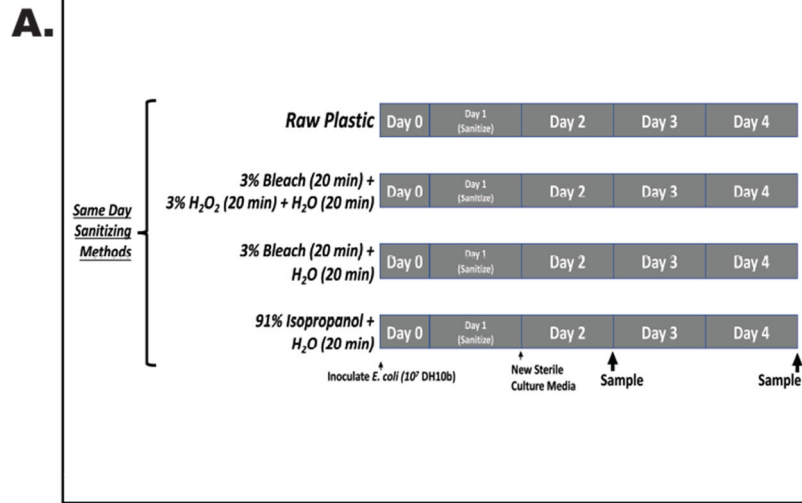 A.
Raw Plastic
Day 0 Day 1 (Sanitize) Day 2 Day 3 Day 4
3% Bleach (20 min) +
3% H₂O₂ (20 min) + H₂O (20 min)
Day 0 Day 1 (Sanitize) Day 2 Day 3 Day 4
Same Day
Sanitizing
Methods
3% Bleach (20 min) +
H₂O (20 min)
Day 0 Day 1 (Sanitize) Day 2 Day 3 Day 4
91% Isopropanol +
H₂O (20 min)
Day 0 Day 1 (Sanitize) Day 2 Day 3 Day 4
Inoculate E. coli (10⁷ DH10b)
New Sterile
Culture Media
Sample
Sample